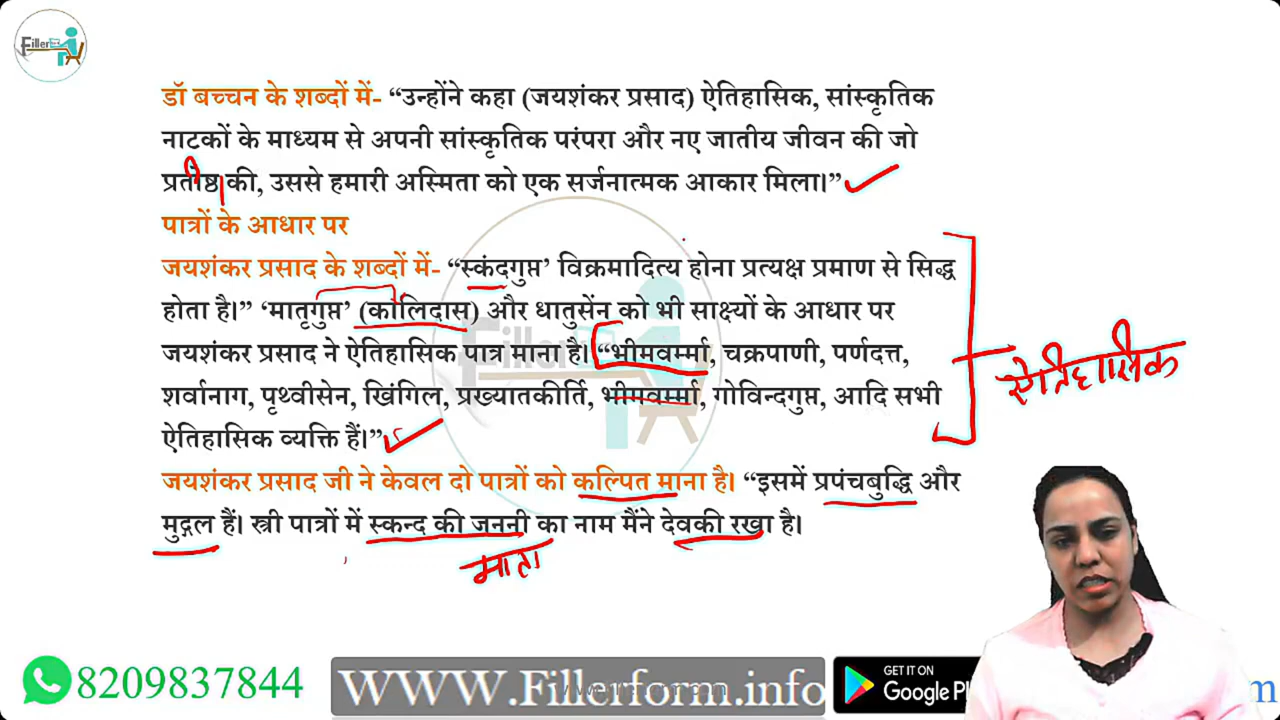 Fillerform
डॉ बच्चन के शब्दों में- “उन्होंने कहा (जयशंकर प्रसाद) ऐतिहासिक, सांस्कृतिक
नाटकों के माध्यम से अपनी सांस्कृतिक परंपरा और नए जातीय जीवन की जो
प्रतीष्ठा की, उससे हमारी अस्मिता को एक सर्जनात्मक आकार मिला।”
पात्रों के आधार पर
जयशंकर प्रसाद के शब्दों में- “स्कंदगुप्त’ विक्रमादित्य होना प्रत्यक्ष प्रमाण से सिद्ध
होता है।” ‘मातृगुप्त’ (कालिदास) और धातुसेंन को भी साक्ष्यों के आधार पर
जयशंकर प्रसाद ने ऐतिहासिक पात्र माना है। “भीमवर्म्मा, चक्रपाणी, पर्णदत्त,
शर्वानाग, पृथ्वीसेन, खिंगिल, प्रख्यातकीर्ति, भीमवर्म्मा, गोविन्दगुप्त, आदि सभी
ऐतिहासिक व्यक्ति हैं।”
ऐतिहासिक
जयशंकर प्रसाद जी ने केवल दो पात्रों को कल्पित माना है। “इसमें प्रपंचबुद्धि और
मुद्गल हैं। स्त्री पात्रों में स्कन्द की जननी का नाम मैंने देवकी रखा है।
माता
8209837844
WWW.Fillerform.info
GET IT ON
Google Pl